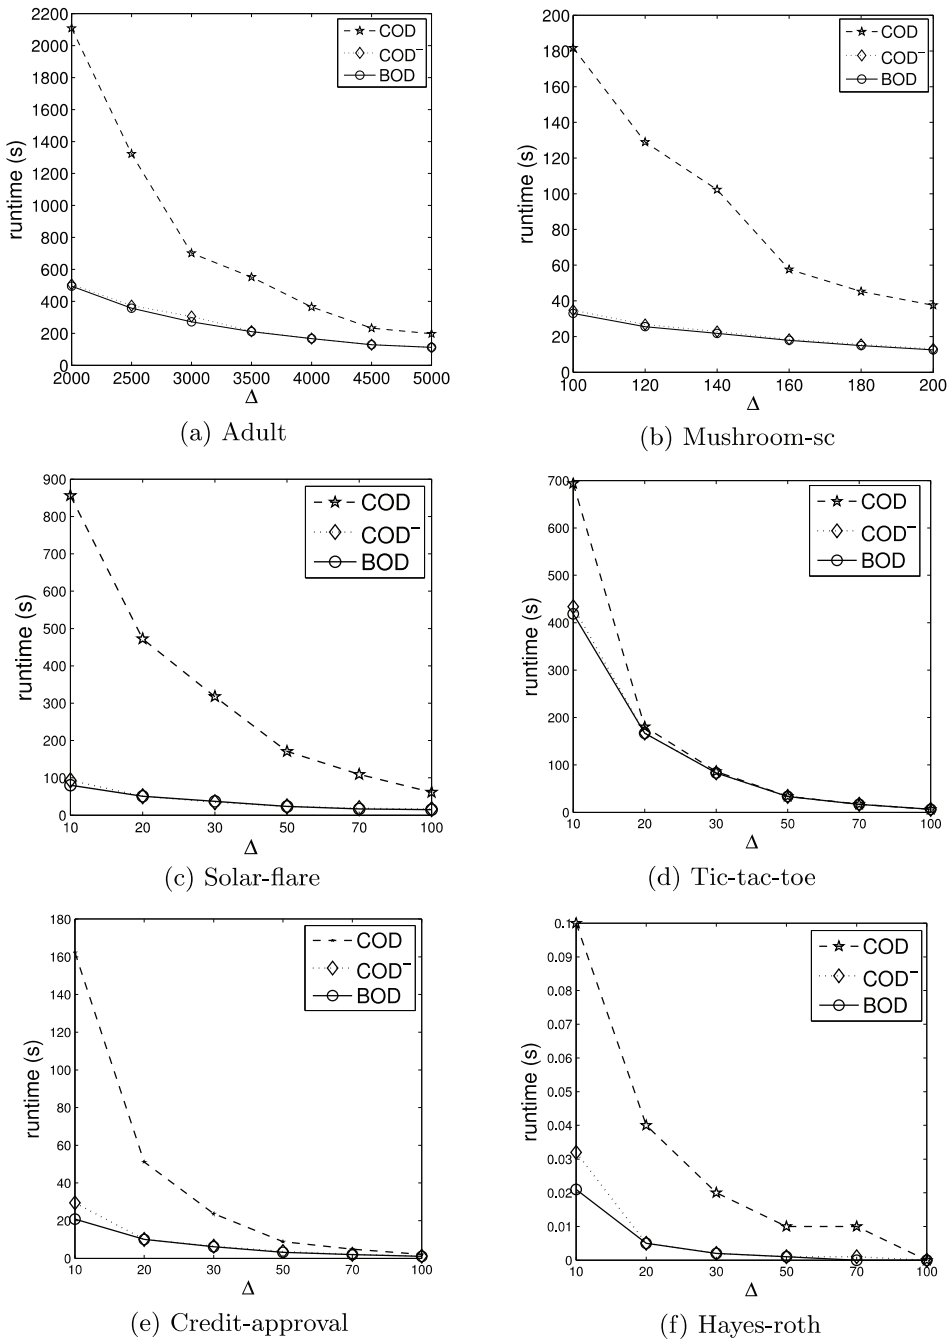 2200
2000
1800
1600
1400
1200
1000
800
600
400
200
0
runtime (s)
COD
COD⁻
BOD
2000 2500 3000 3500 4000 4500 5000
Δ
(a) Adult
200
180
160
140
120
100
80
60
40
20
0
runtime (s)
COD
COD⁻
BOD
100 120 140 160 180 200
Δ
(b) Mushroom-sc
900
800
700
600
500
400
300
200
100
0
runtime (s)
COD
COD⁻
BOD
10 20 30 50 70 100
Δ
(c) Solar-flare
700
600
500
400
300
200
100
0
runtime (s)
COD
COD⁻
BOD
10 20 30 50 70 100
Δ
(d) Tic-tac-toe
180
160
140
120
100
80
60
40
20
0
runtime (s)
COD
COD⁻
BOD
10 20 30 50 70 100
Δ
(e) Credit-approval
0.1
0.09
0.08
0.07
0.06
0.05
0.04
0.03
0.02
0.01
0
runtime (s)
COD
COD⁻
BOD
10 20 30 50 70 100
Δ
(f) Hayes-roth